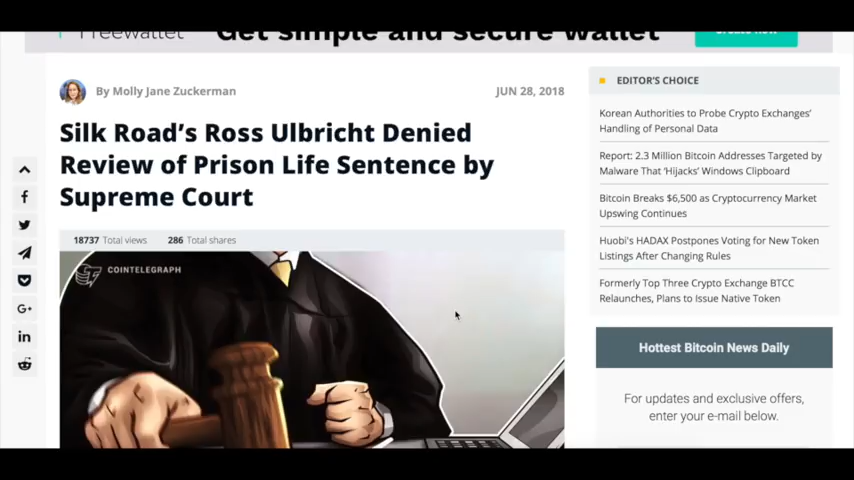 Freewallet
Get simple and secure wallet
Create now
By Molly Jane Zuckerman
JUN 28, 2018
Silk Road's Ross Ulbricht Denied
Review of Prison Life Sentence by
Supreme Court
18737 Total views
286 Total shares
COINTELEGRAPH
G+
in
EDITOR'S CHOICE
Korean Authorities to Probe Crypto Exchanges'
Handling of Personal Data
Report: 2.3 Million Bitcoin Addresses Targeted by
Malware That 'Hijacks' Windows Clipboard
Bitcoin Breaks $6,500 as Cryptocurrency Market
Upswing Continues
Huobi's HADAX Postpones Voting for New Token
Listings After Changing Rules
Formerly Top Three Crypto Exchange BTCC
Relaunches, Plans to Issue Native Token
Hottest Bitcoin News Daily
For updates and exclusive offers,
enter your e-mail below.